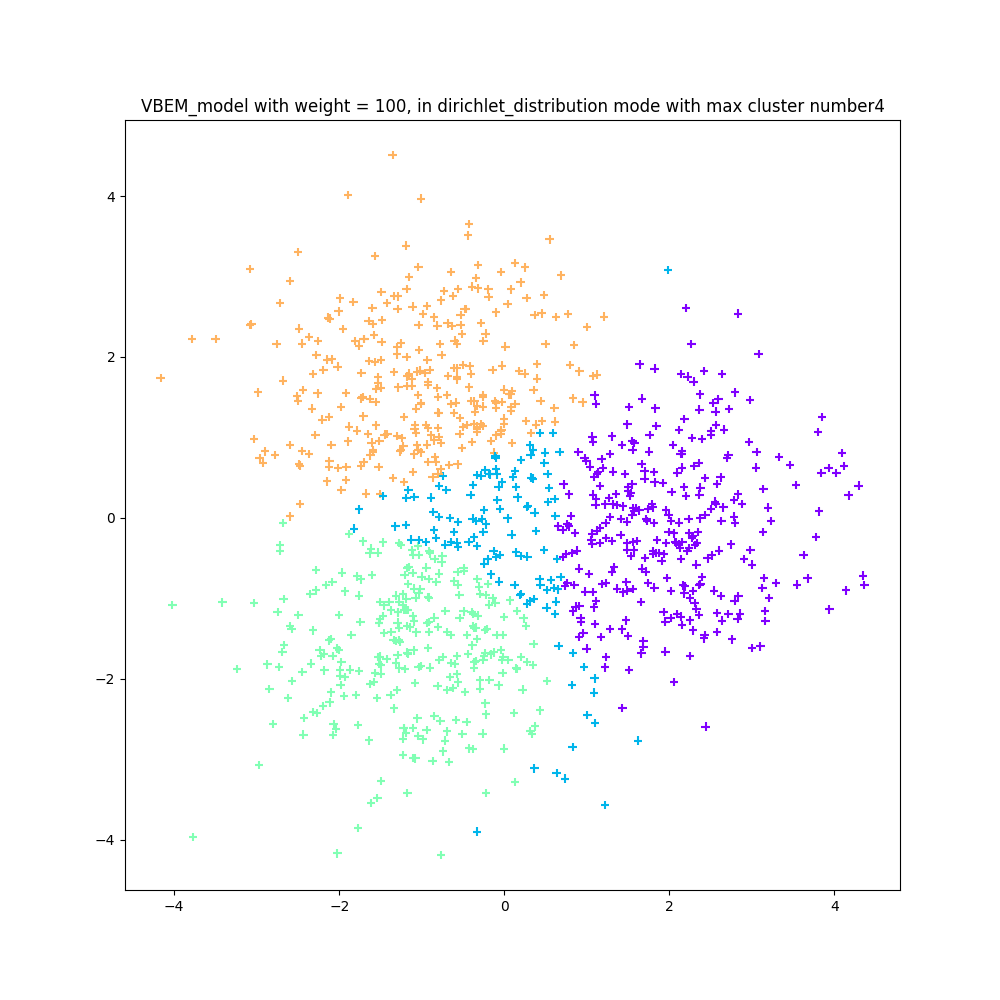 VBEM_model with weight = 100, in dirichlet_distribution mode with max cluster number4
4
2
0
−2
−4
−4 −2 0 2 4